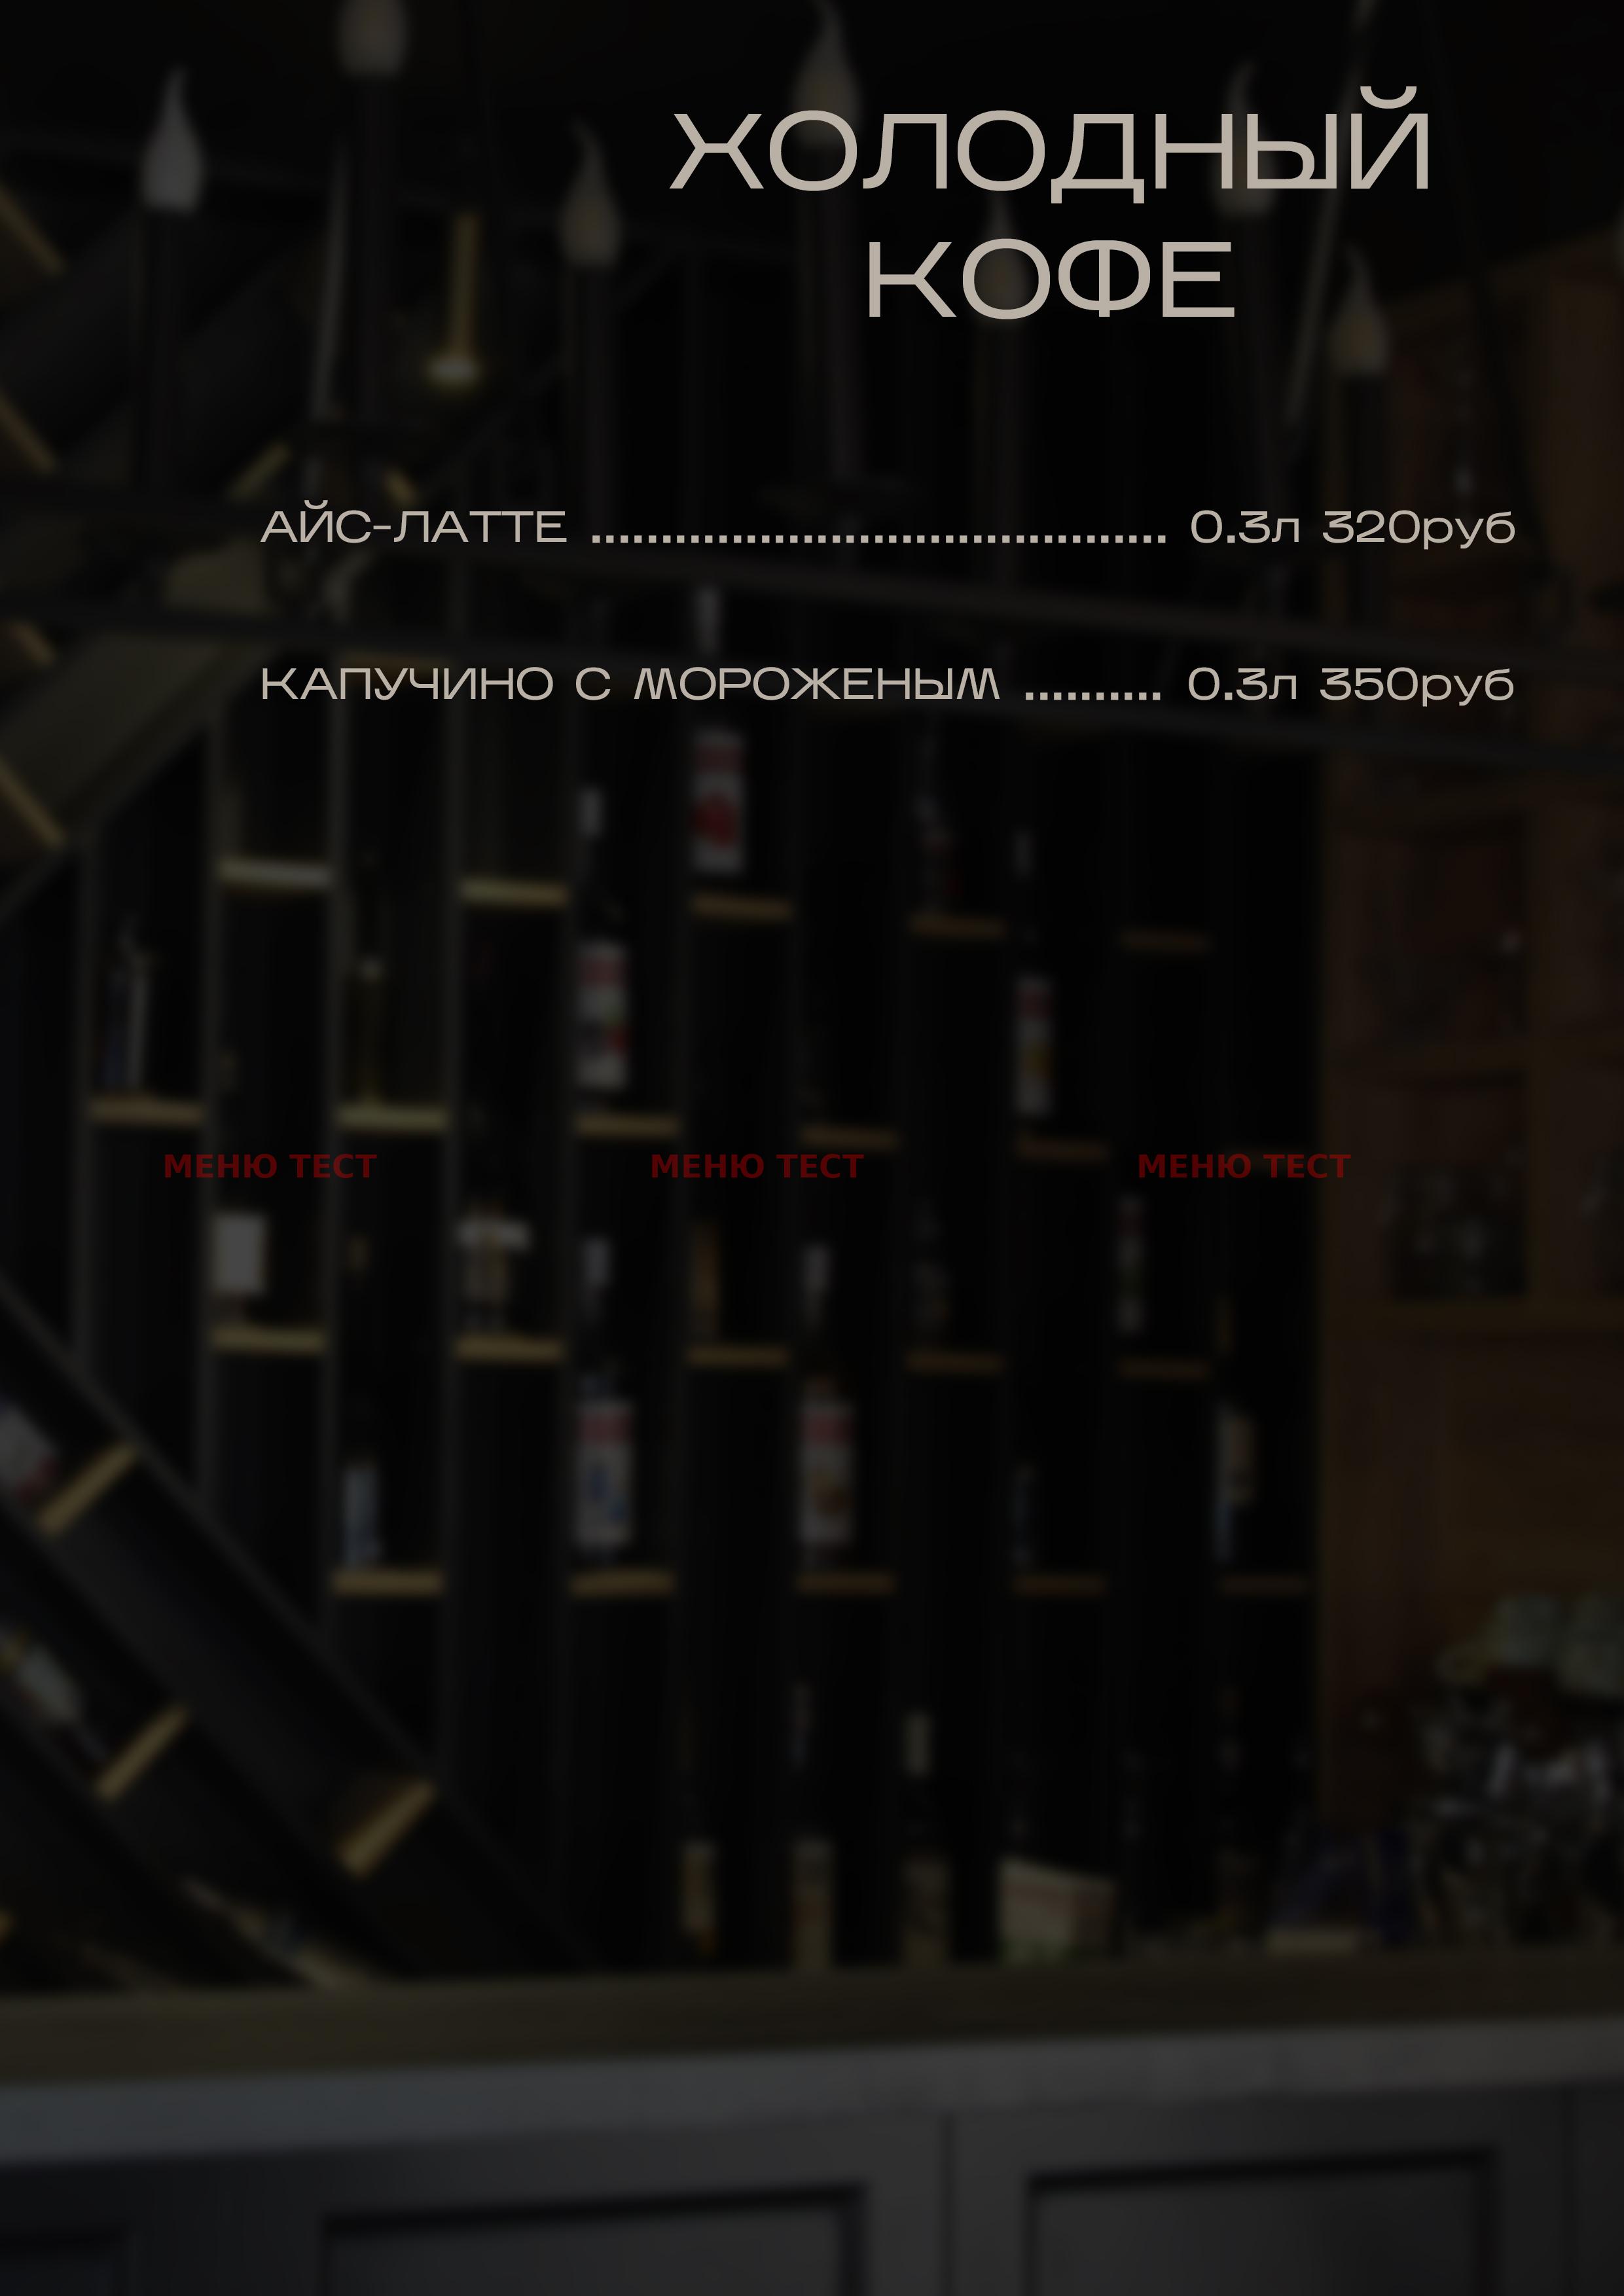 ХОЛОДНЫЙ
КОФЕ
АЙС-ЛАТТЕ ......................................... 0.3л 320руб
КАПУЧИНО С МОРОЖЕНЫМ .......... 0.3л 350руб
МЕНЮ ТЕСТ МЕНЮ ТЕСТ МЕНЮ ТЕСТ